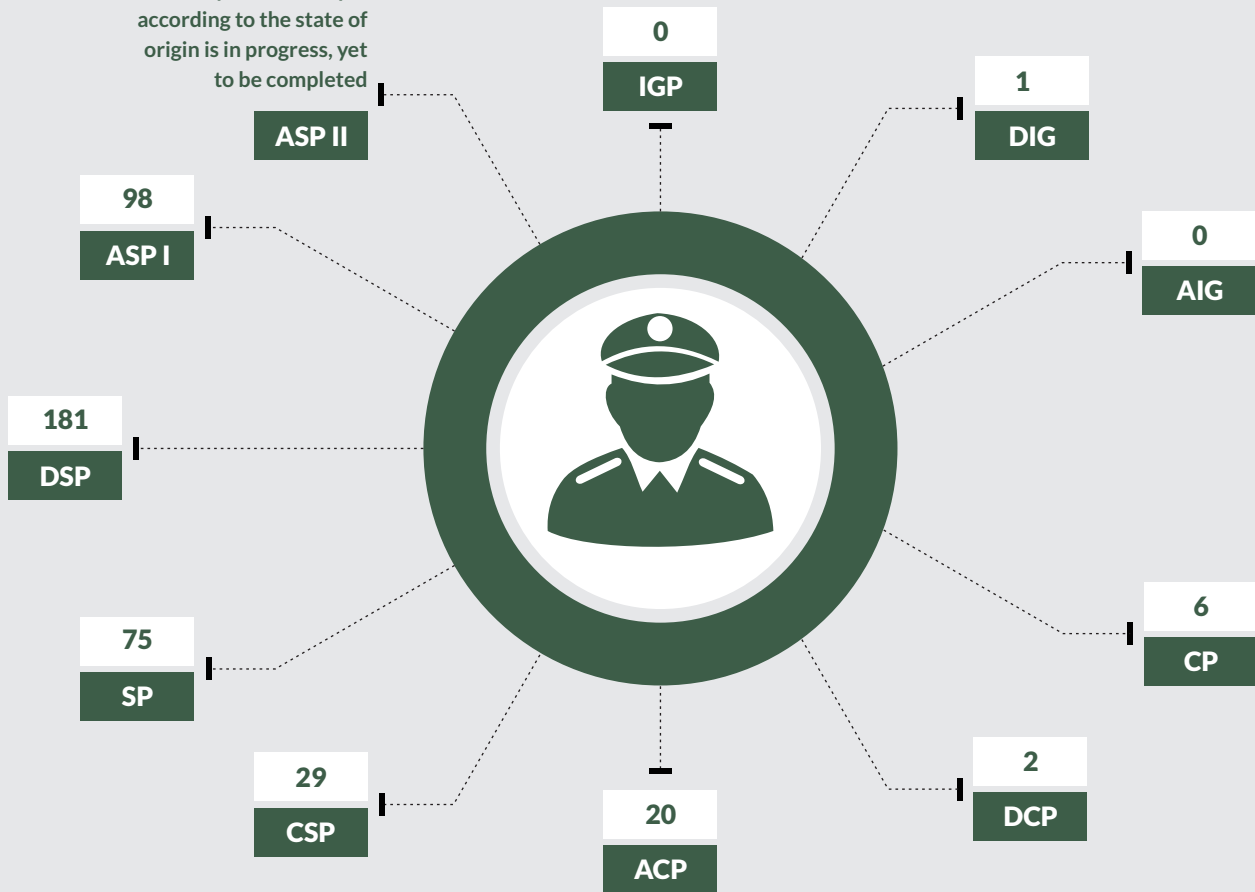 according to the state of
origin is in progress, yet
to be completed
ASP II
0
IGP
1
DIG
98
ASP I
0
AIG
181
DSP
75
SP
6
CP
29
CSP
20
ACP
2
DCP